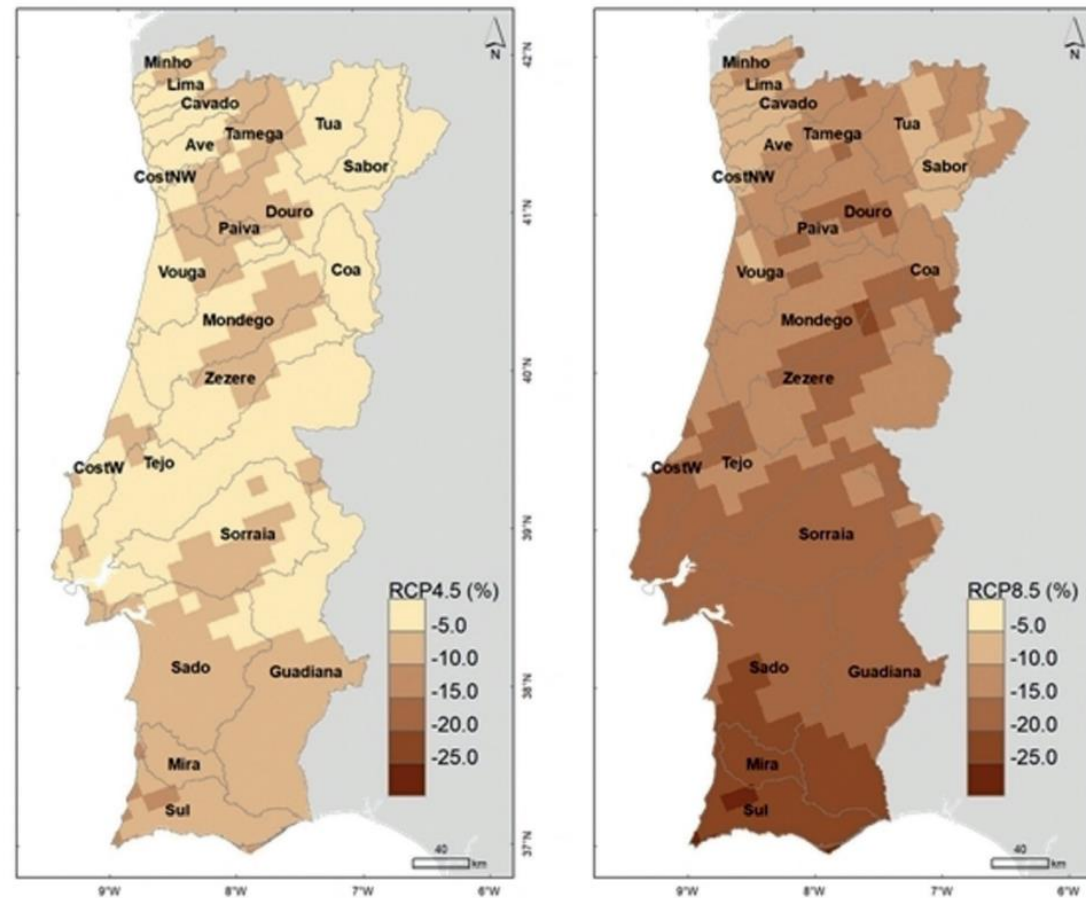 N
Minho
Lima
Cavado
Ave
Tamega
Tua
CostNW
Sabor
Douro
Paiva
Vouga
Coa
Mondego
Zezere
CostW
Tejo
Sorraia
Sado
Guadiana
Mira
Sul
RCP4.5 (%)
-5.0
-10.0
-15.0
-20.0
-25.0
40
km
42°N
41°N
40°N
39°N
38°N
37°N
9°W
8°W
7°W
6°W
N
Minho
Lima
Cavado
Ave
Tamega
Tua
CostNW
Sabor
Douro
Paiva
Vouga
Coa
Mondego
Zezere
CostW
Tejo
Sorraia
Sado
Guadiana
Mira
Sul
RCP8.5 (%)
-5.0
-10.0
-15.0
-20.0
-25.0
40
km
9°W
8°W
7°W
6°W